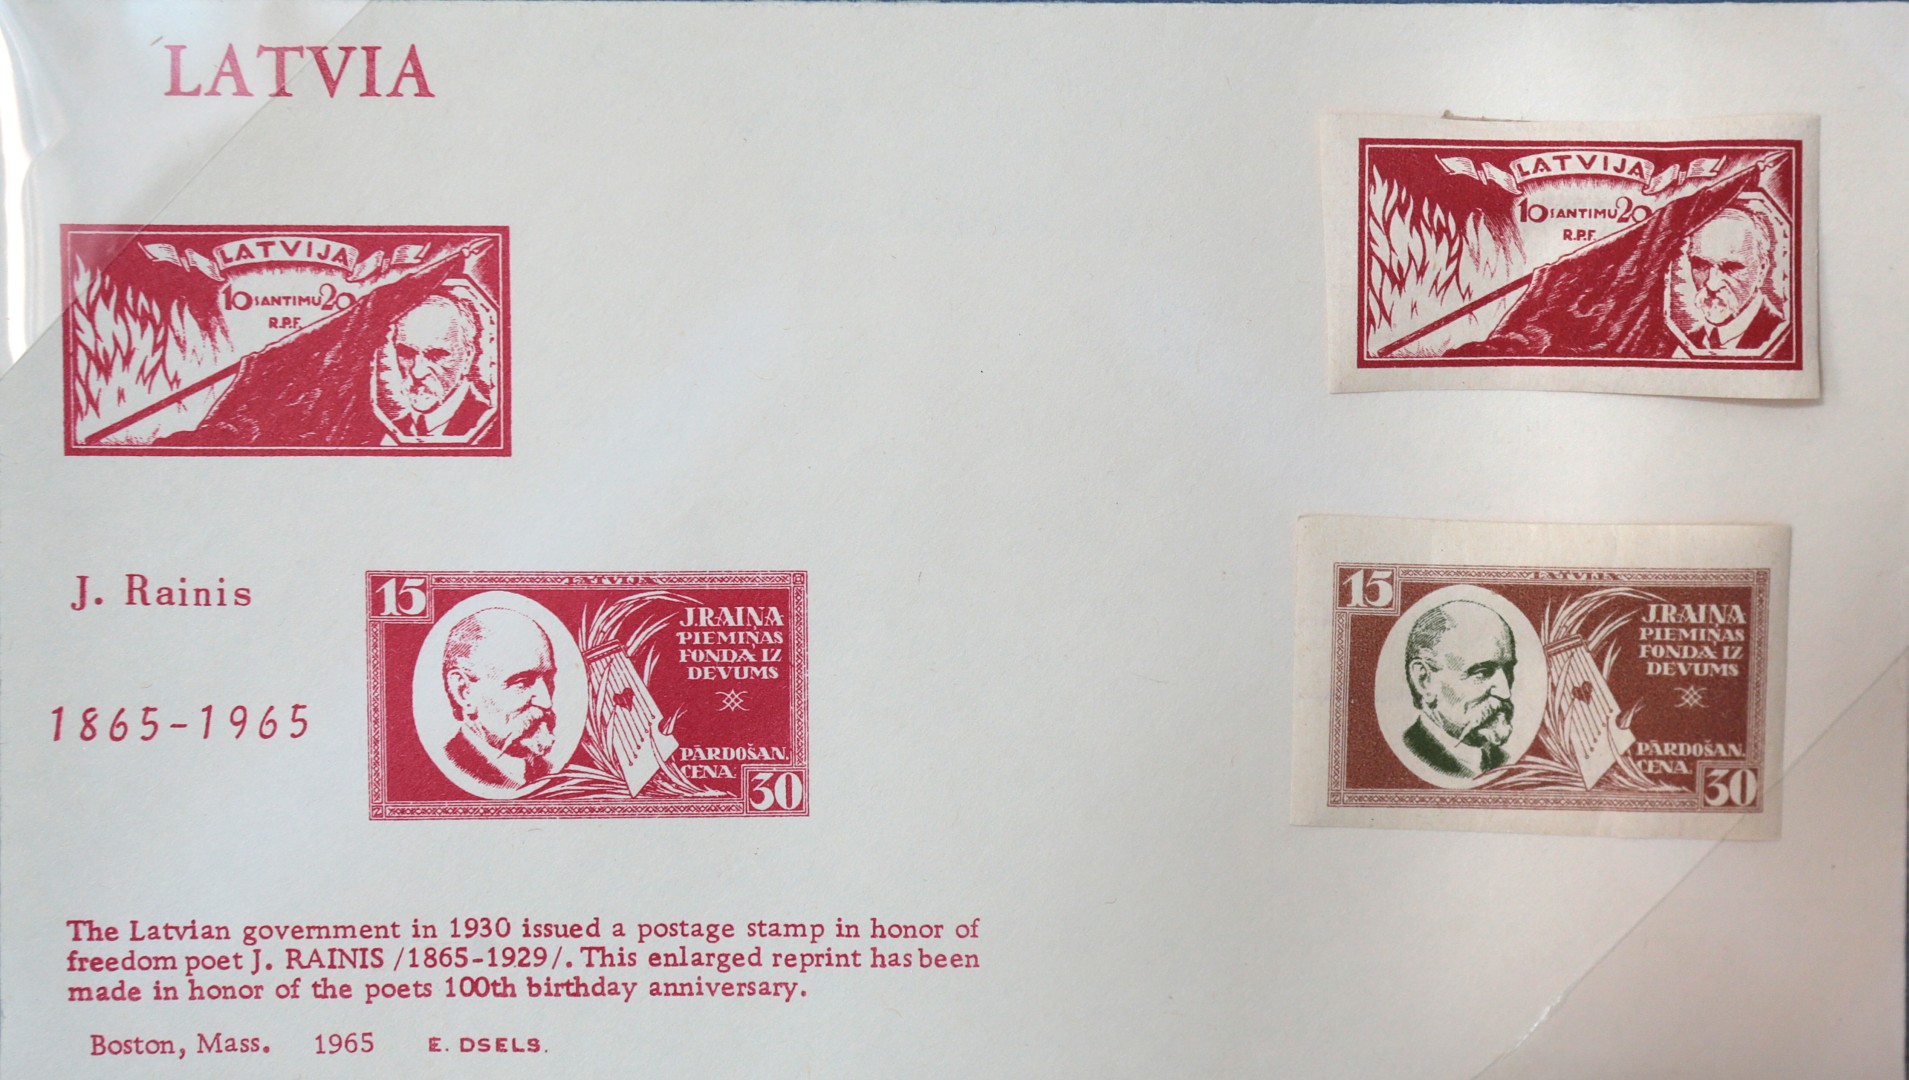 LATVIA
LATVIJA
10 SANTIMU 20
R.P.F.
LATVIJA
10 SANTIMU 20
R.P.F.
J. Rainis
1865-1965
15
LATVIJA
J.RAIŅA
PIEMIŅAS
FONDA IZ
DEVUMS
PĀRDOŠAN.
CENA.
30
15
LATVIJA
J.RAIŅA
PIEMIŅAS
FONDA IZ
DEVUMS
PĀRDOŠAN.
CENA.
30
The Latvian government in 1930 issued a postage stamp in honor of
freedom poet J. RAINIS /1865-1929/. This enlarged reprint has been
made in honor of the poets 100th birthday anniversary.
Boston, Mass. 1965 E. DSELS.